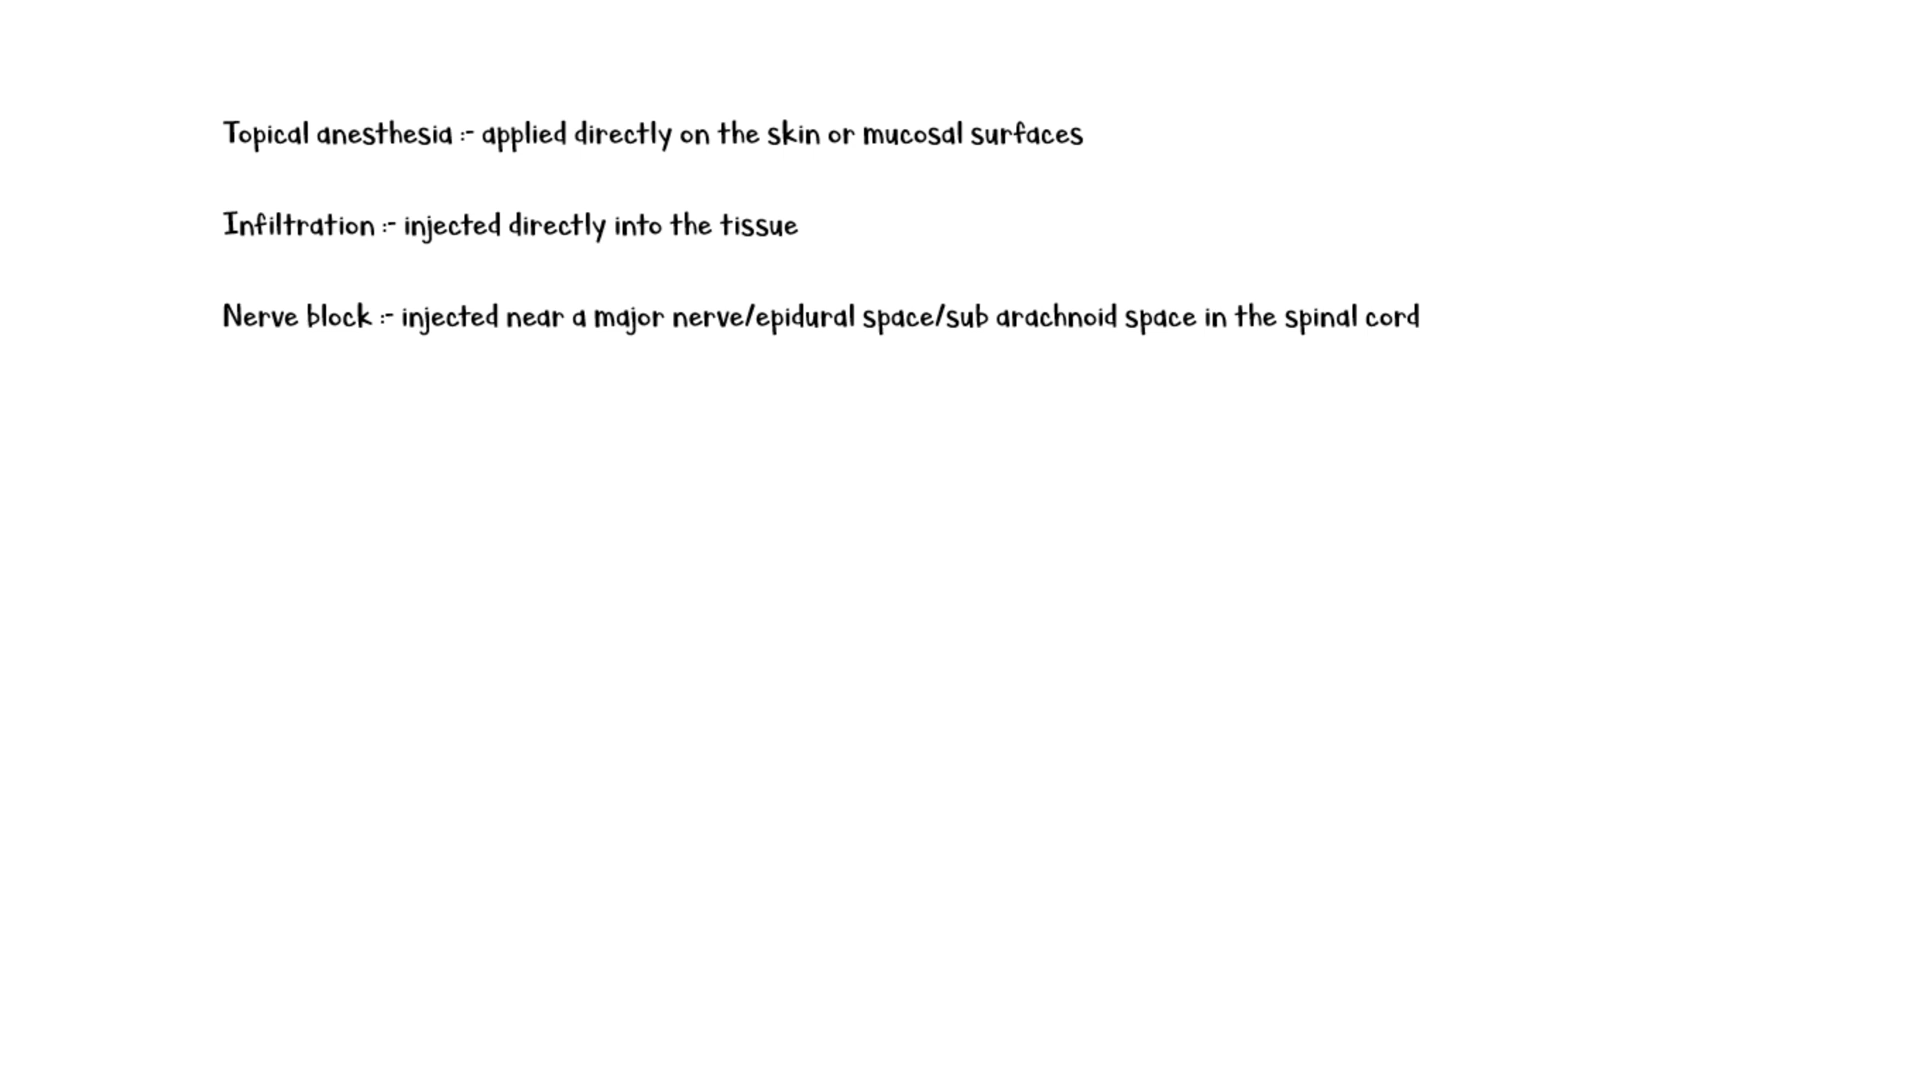 Topical anesthesia :- applied directly on the skin or mucosal surfaces
Infiltration :- injected directly into the tissue
Nerve block :- injected near a major nerve/epidural space/sub arachnoid space in the spinal cord